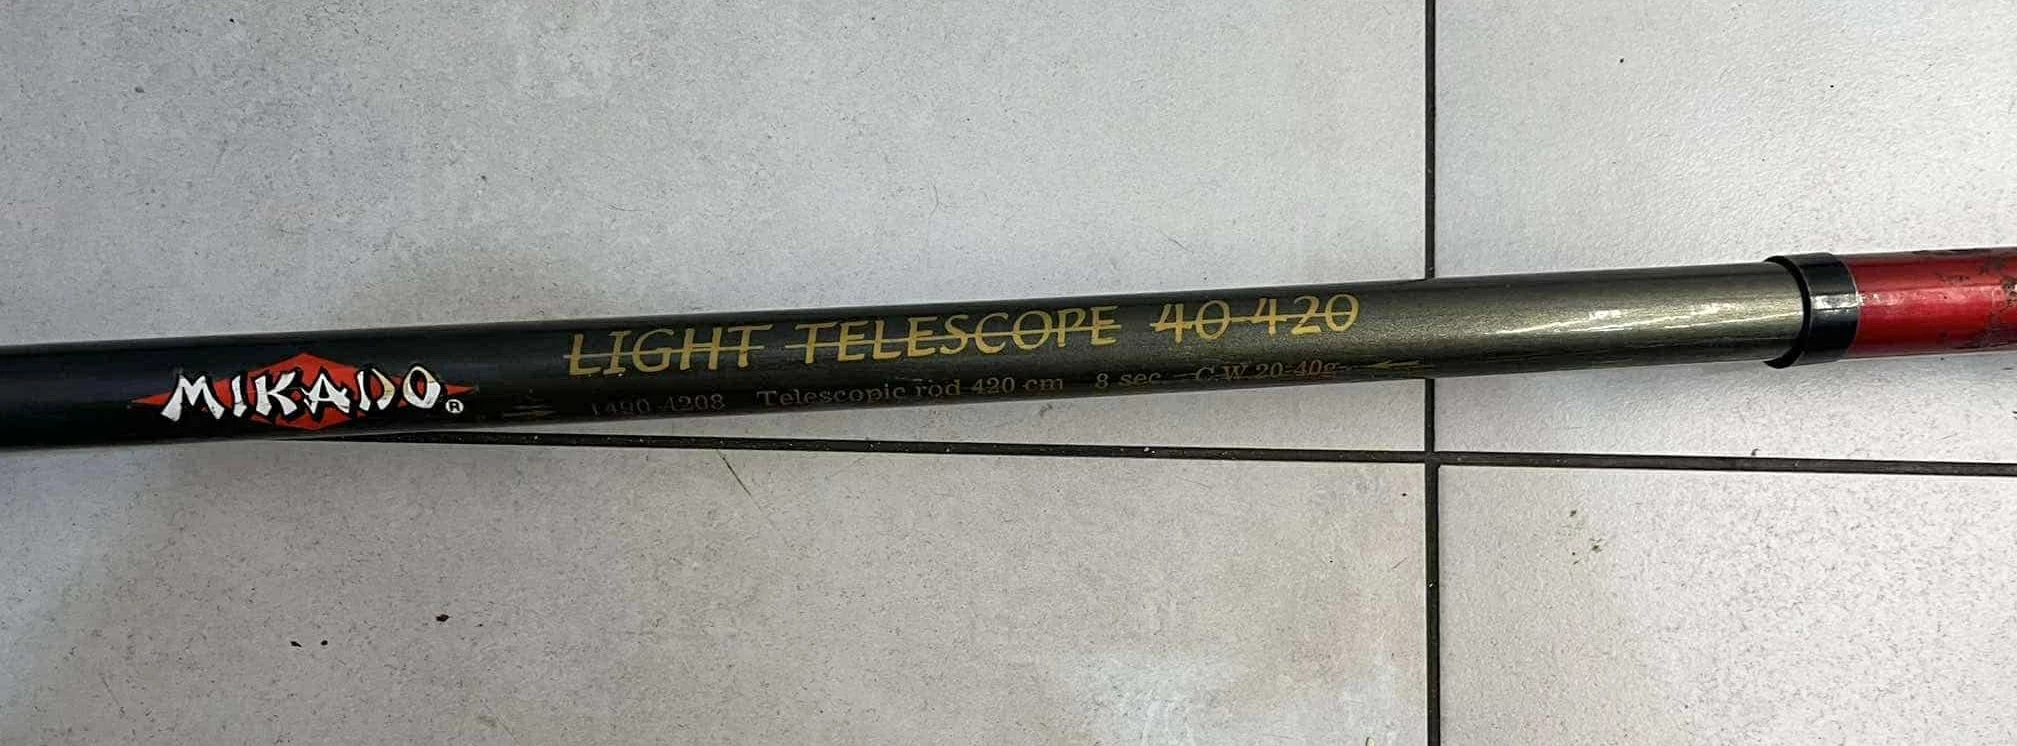 MIKADO®
LIGHT TELESCOPE 40-420
1490-4208 Telescopic rod 420 cm 8 sec. C.W.20-40g